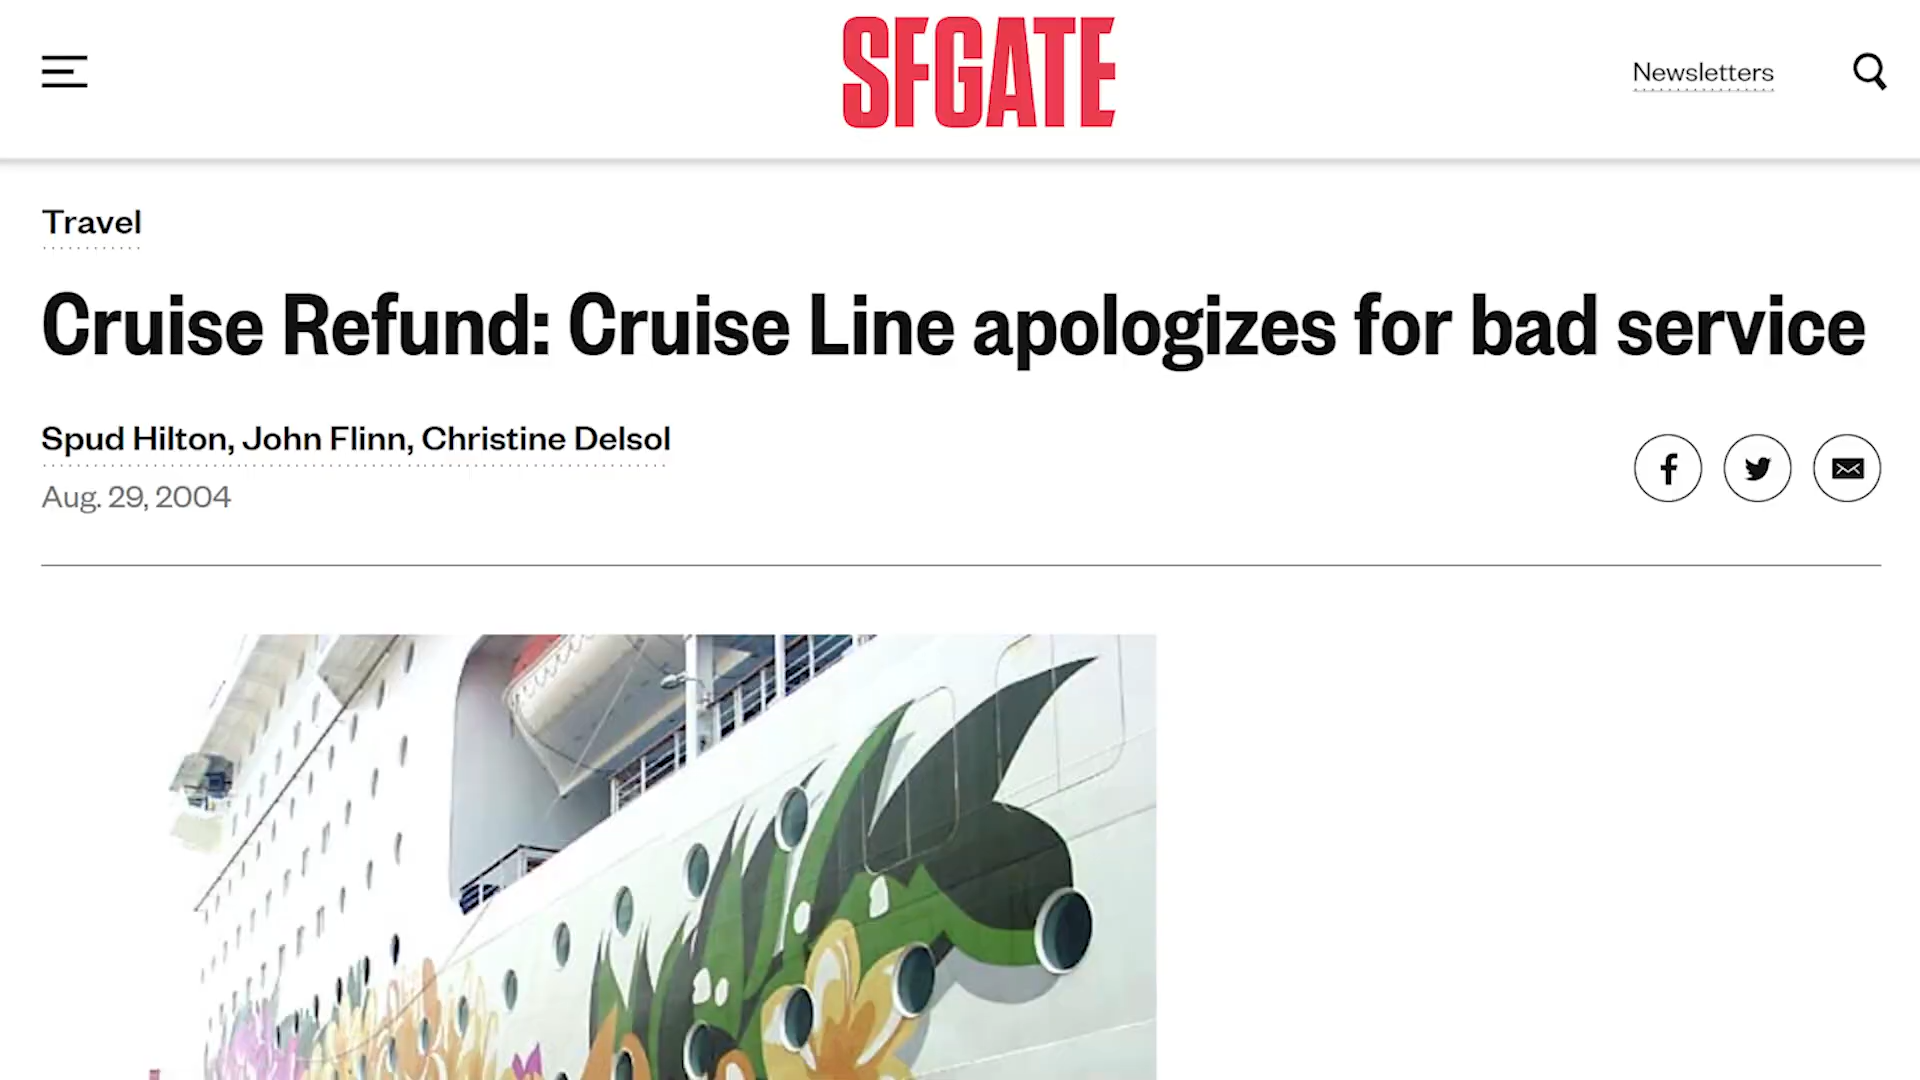 SFGATE
Newsletters
Travel
Cruise Refund: Cruise Line apologizes for bad service
Spud Hilton, John Flinn, Christine Delsol
Aug. 29, 2004